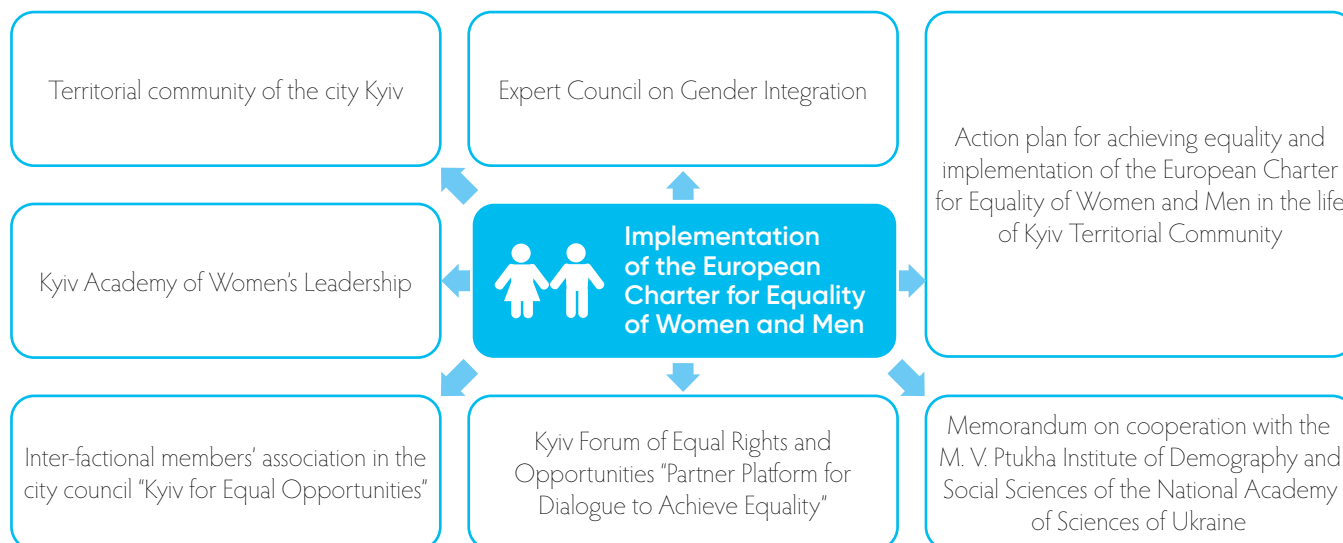 Territorial community of the city Kyiv
Expert Council on Gender Integration
Action plan for achieving equality and
implementation of the European Charter
for Equality of Women and Men in the life
of Kyiv Territorial Community
Kyiv Academy of Women's Leadership
Implementation
of the European
Charter for Equality
of Women and Men
Inter-factional members' association in the
city council "Kyiv for Equal Opportunities"
Kyiv Forum of Equal Rights and
Opportunities "Partner Platform for
Dialogue to Achieve Equality"
Memorandum on cooperation with the
M. V. Ptukha Institute of Demography and
Social Sciences of the National Academy
of Sciences of Ukraine